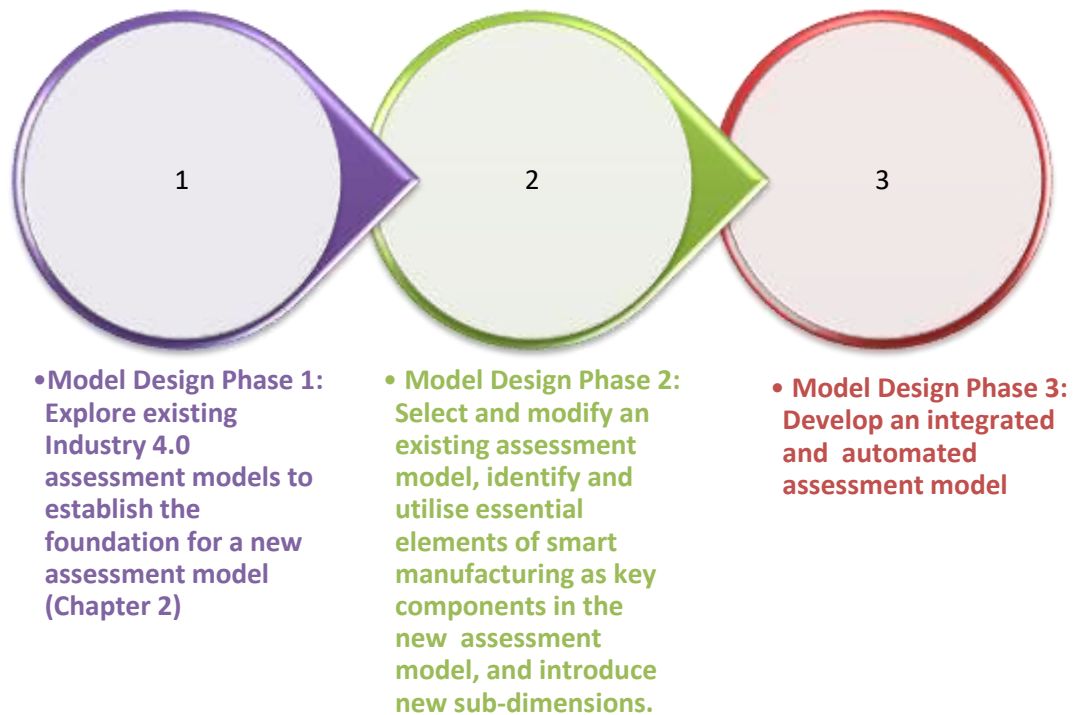 1
2
3
•Model Design Phase 1:
Explore existing
Industry 4.0
assessment models to
establish the
foundation for a new
assessment model
(Chapter 2)
• Model Design Phase 2:
Select and modify an
existing assessment
model, identify and
utilise essential
elements of smart
manufacturing as key
components in the
new  assessment
model, and introduce
new sub-dimensions.
• Model Design Phase 3:
Develop an integrated
and  automated
assessment model